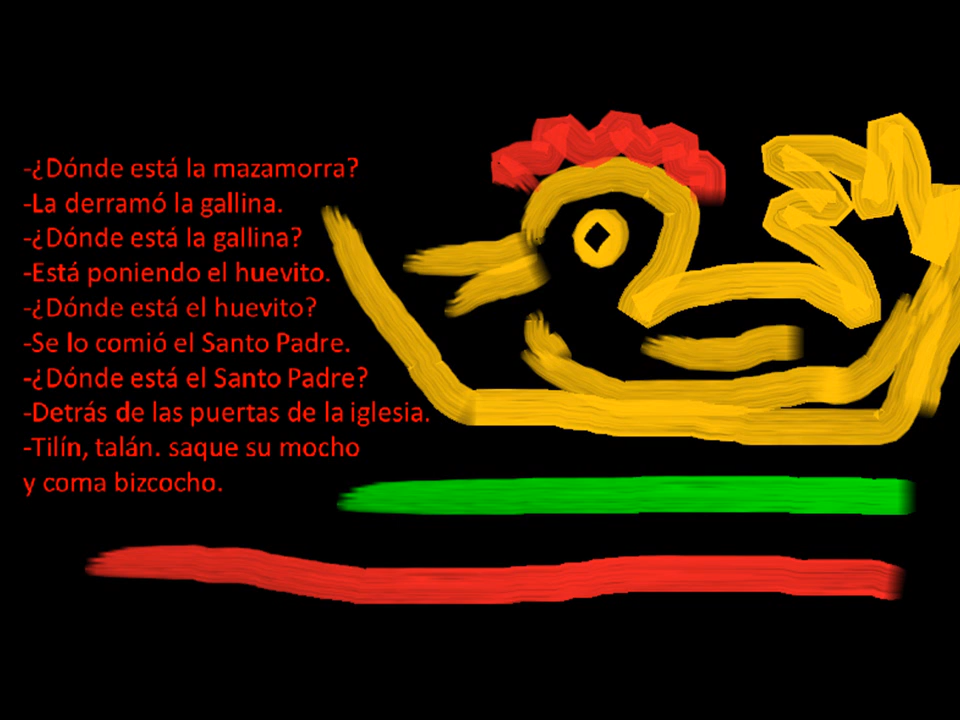 -¿Dónde está la mazamorra?
-La derramó la gallina.
-¿Dónde está la gallina?
-Está poniendo el huevito.
-¿Dónde está el huevito?
-Se lo comió el Santo Padre.
-¿Dónde está el Santo Padre?
-Detrás de las puertas de la iglesia.
-Tilín, talán. saque su mocho
y coma bizcocho.